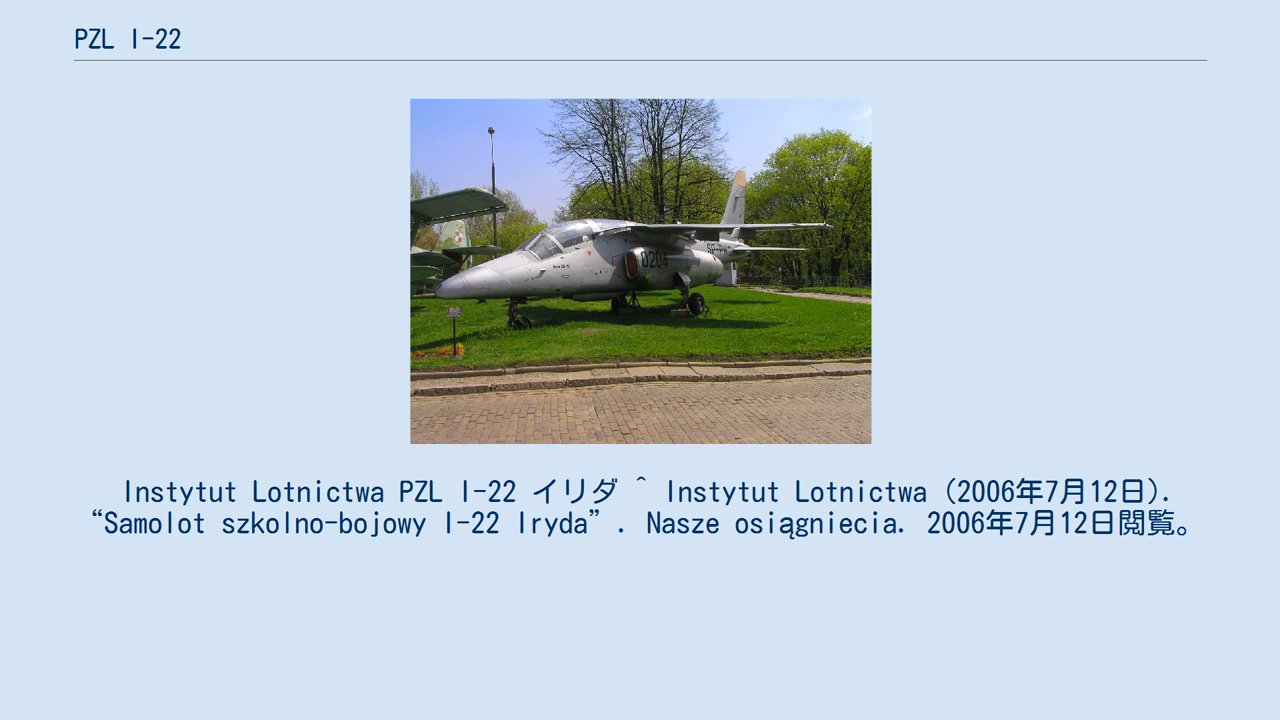 PZL I-22
0204
Instytut Lotnictwa PZL I-22 イリダ ^ Instytut Lotnictwa (2006年7月12日).
“Samolot szkolno-bojowy I-22 Iryda”. Nasze osiągniecia. 2006年7月12日閲覧。